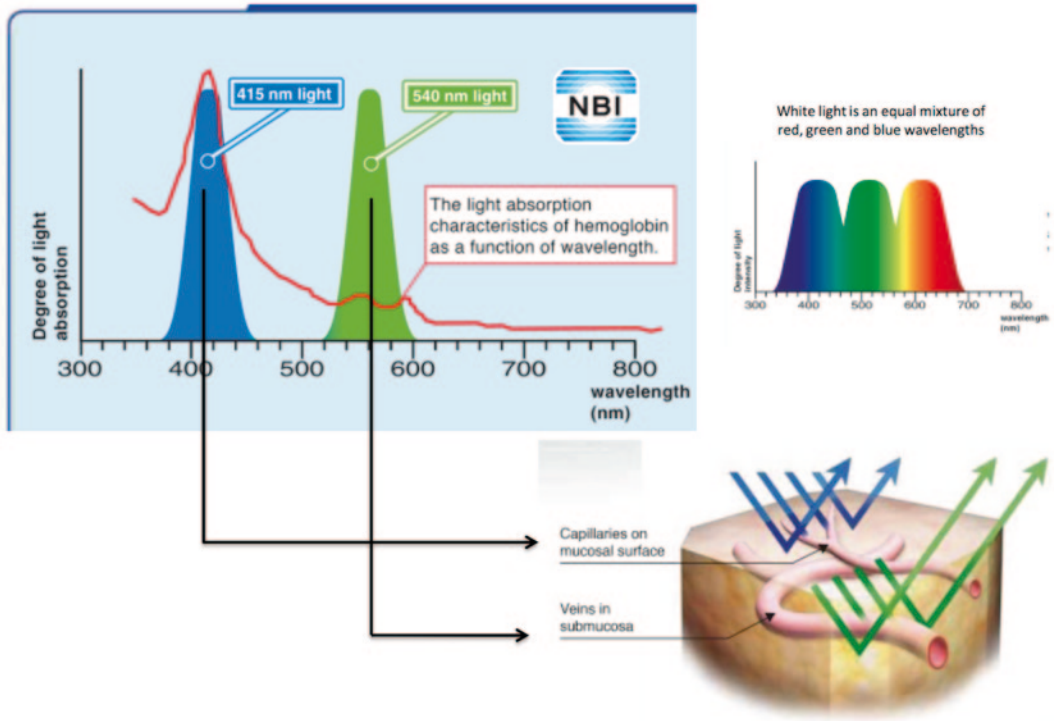 415 nm light
540 nm light
NBI
The light absorption
characteristics of hemoglobin
as a function of wavelength.
Degree of light
absorption
300 400 500 600 700 800
wavelength
(nm)
White light is an equal mixture of
red, green and blue wavelengths
Degree of light
intensity
300 400 500 600 700 800
wavelength
(nm)
Capillaries on
mucosal surface
Veins in
submucosa